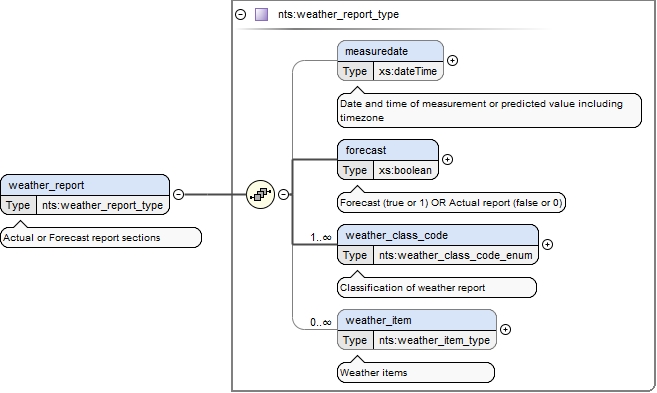 nts:weather_report_type
measuredate
Type xs:dateTime
Date and time of measurement or predicted value including
timezone
forecast
Type xs:boolean
Forecast (true or 1) OR Actual report (false or 0)
weather_report
Type nts:weather_report_type
Actual or Forecast report sections
1..∞
weather_class_code
Type nts:weather_class_code_enum
Classification of weather report
0..∞
weather_item
Type nts:weather_item_type
Weather items